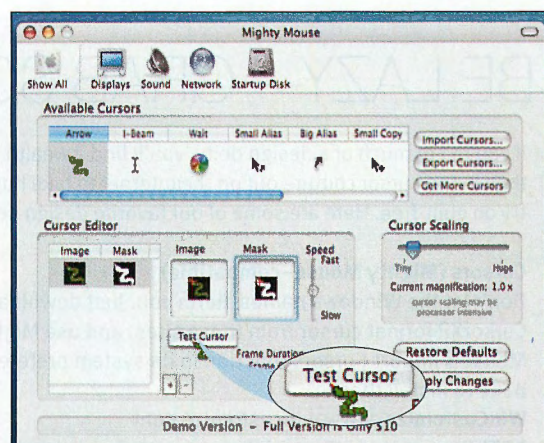 Mighty Mouse
Show All Displays Sound Network Startup Disk
Available Cursors
Arrow I-Beam Wait Small Alias Big Alias Small Copy
Import Cursors...
Export Cursors...
Get More Cursors
Cursor Editor
Image Mask Image Mask Speed
Fast
Slow
Test Cursor
Frame Duration
Cursor Scaling
Tiny Huge
Current magnification: 1.0 x
cursor scaling may be
processor intensive
Restore Defaults
Test Cursor
ply Changes
Demo Version - Full Version is Only $10